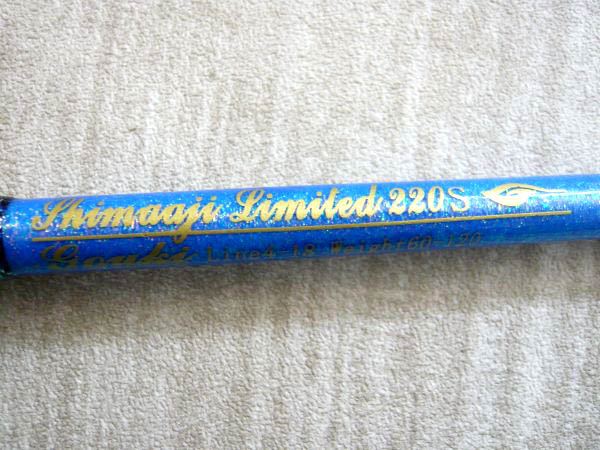 Shimaaji Limited 220S
Gouki Line4-18 Weight60-120